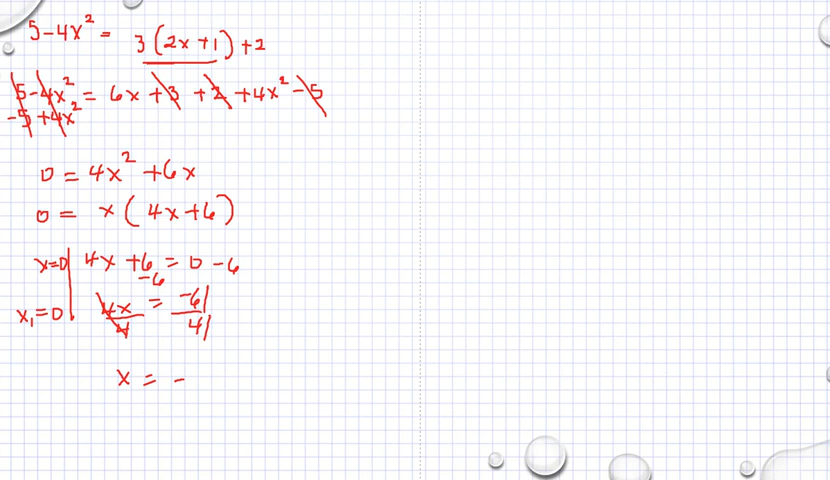 5-4x² = 3(2x+1)+2
5-4x² = 6x +3 +2 +4x² -5
-5+4x²
0 = 4x² +6x
0 = x(4x+6)
x=0 | 4x +6 = 0 -6
-6
x₁=0 4x/4 = -6/4
x = -